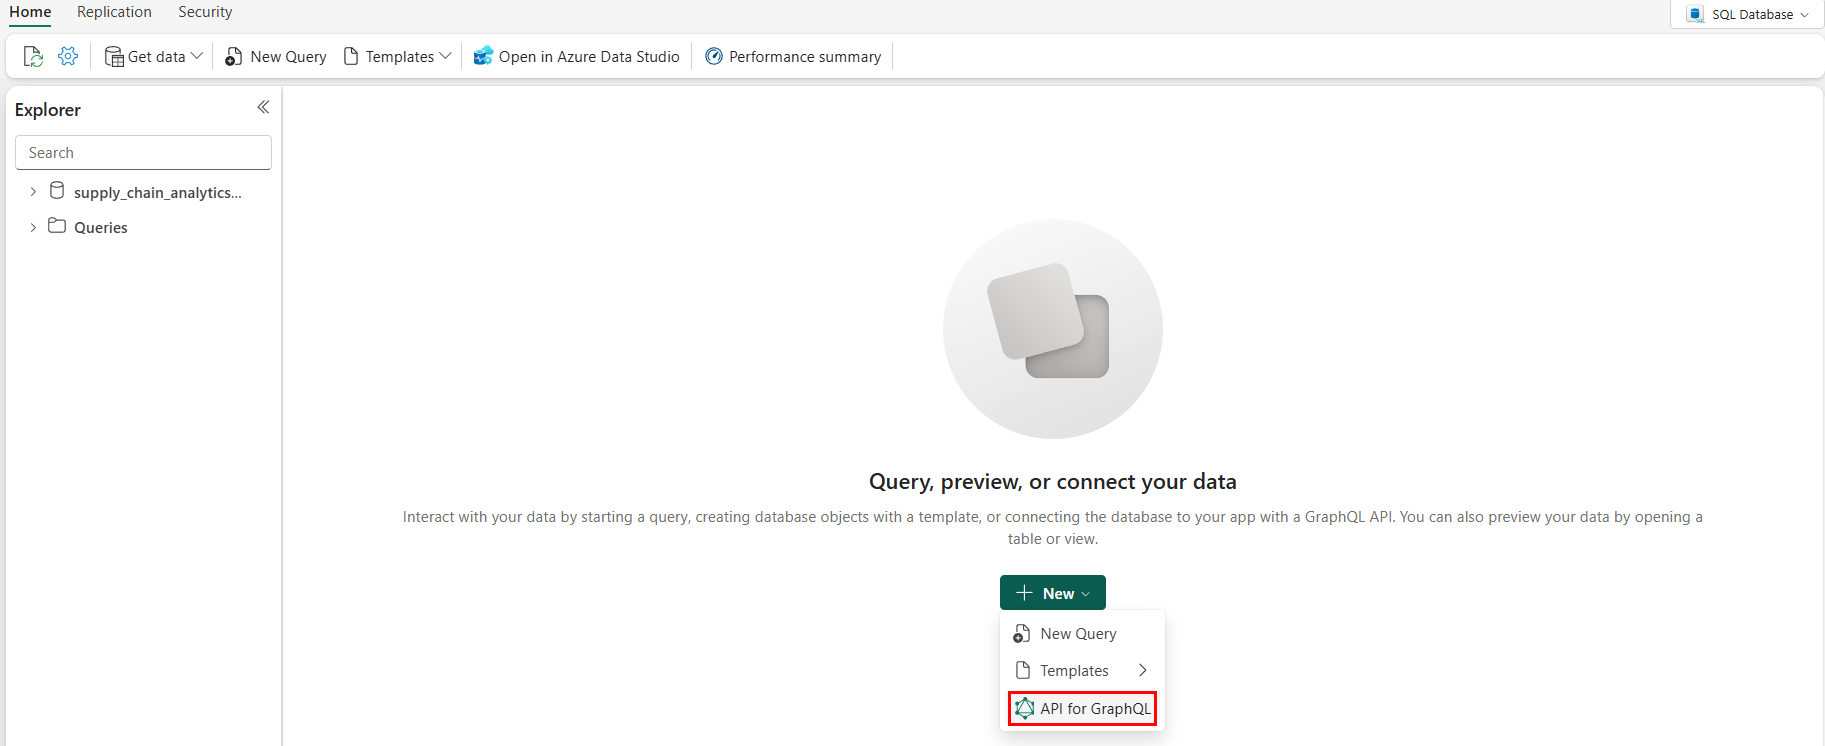 Home Replication Security
SQL Database
Get data New Query Templates Open in Azure Data Studio Performance summary
Explorer
Search
supply_chain_analytics...
Queries
Query, preview, or connect your data
Interact with your data by starting a query, creating database objects with a template, or connecting the database to your app with a GraphQL API. You can also preview your data by opening a
table or view.
New
New Query
Templates
API for GraphQL